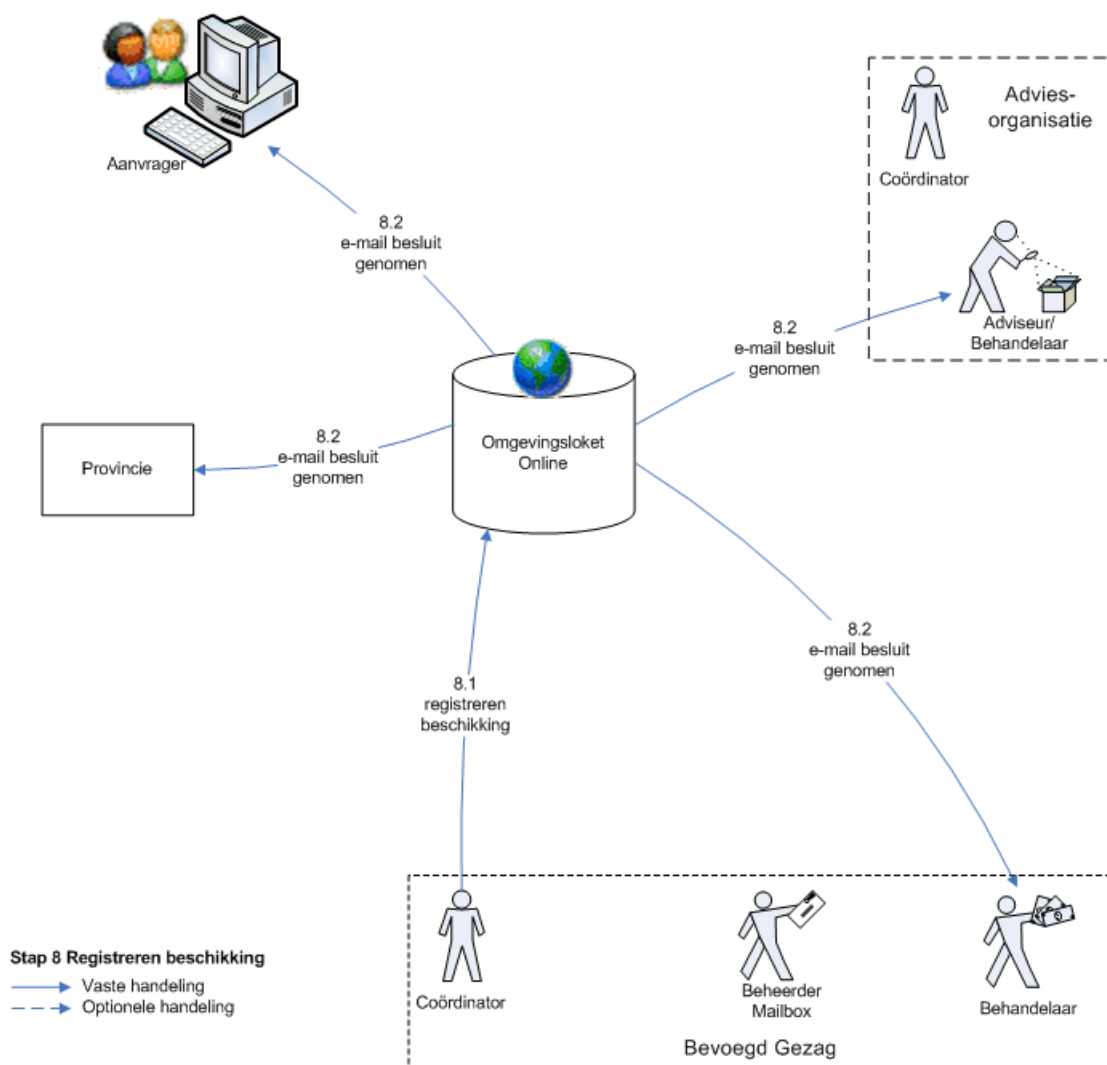 Aanvrager
Advies-
organisatie
Coördinator
8.2
e-mail besluit
genomen
Adviseur/
Behandelaar
8.2
e-mail besluit
genomen
Omgevingsloket
Online
Provincie
8.2
e-mail besluit
genomen
8.2
e-mail besluit
genomen
8.1
registreren
beschikking
Stap 8 Registreren beschikking
Vaste handeling
Optionele handeling
Coördinator
Beheerder
Mailbox
Behandelaar
Bevoegd Gezag